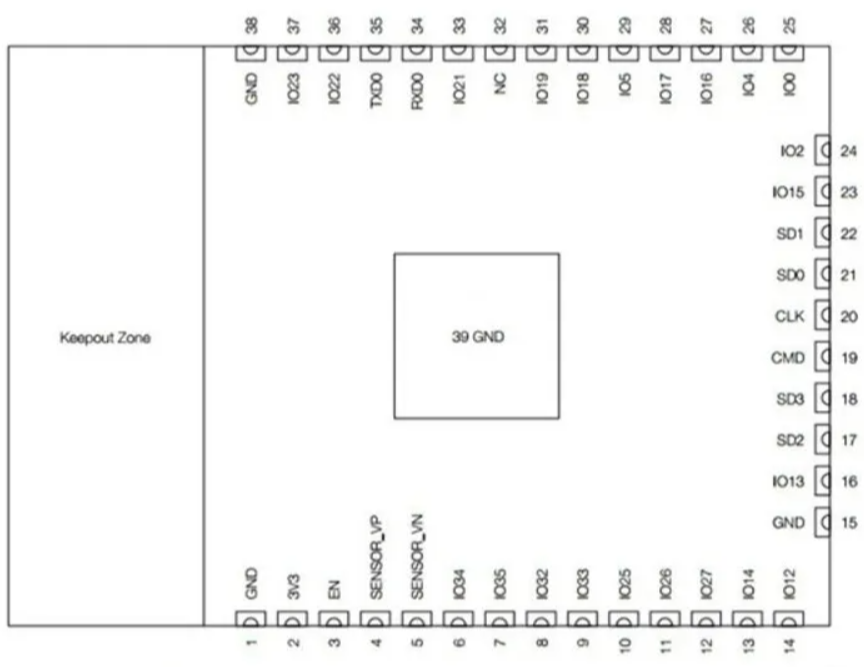 38 37 36 35 34 33 32 31 30 29 28 27 26 25
GND IO23 IO22 TXD0 RXD0 IO21 NC IO19 IO18 IO5 IO17 IO16 IO4 IO0
IO2 24
IO15 23
SD1 22
SD0 21
CLK 20
Keepout Zone
39 GND
CMD 19
SD3 18
SD2 17
IO13 16
GND 15
GND 3V3 EN SENSOR_VP SENSOR_VN IO34 IO35 IO32 IO33 IO25 IO26 IO27 IO14 IO12
1 2 3 4 5 6 7 8 9 10 11 12 13 14